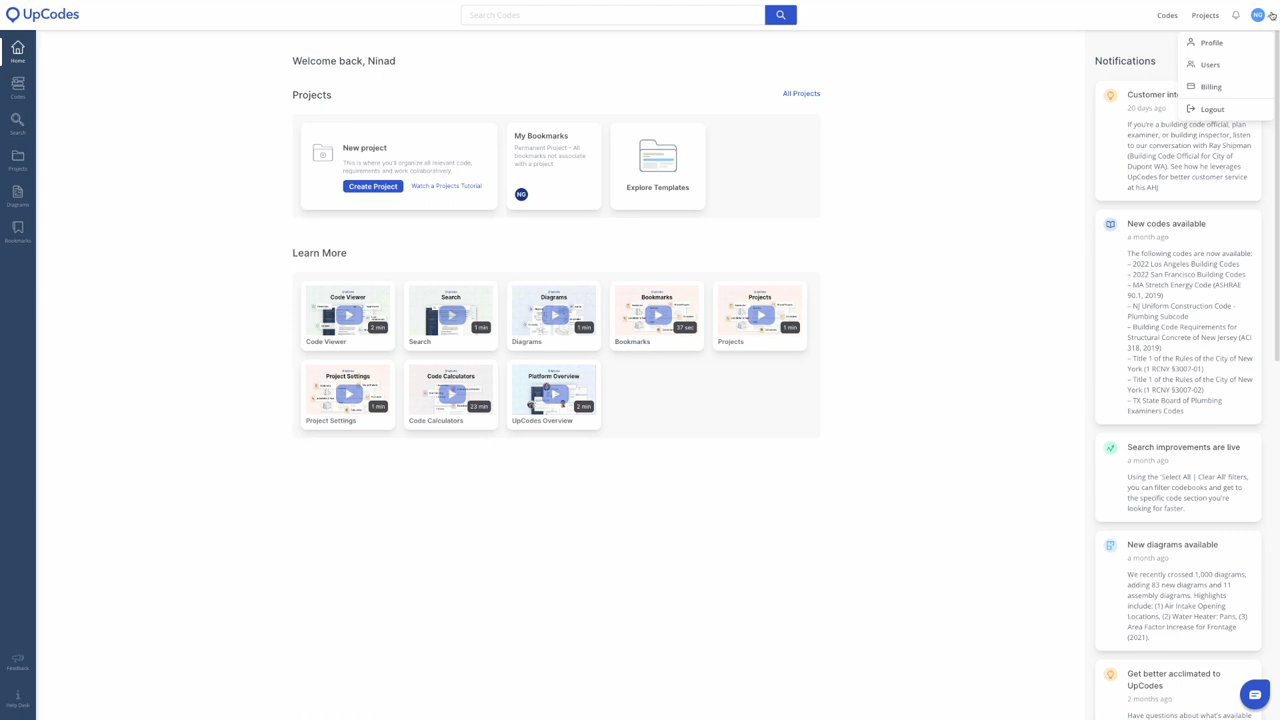 UpCodes
Search Codes
Codes
Projects
NG
Profile
Users
Billing
Logout
Home
Codes
Search
Projects
Diagrams
Bookmarks
Feedback
Help Desk
Welcome back, Ninad
Projects
All Projects
New project
This is where you'll organize all relevant code,
requirements and work collaboratively.
Create Project
Watch a Projects Tutorial
My Bookmarks
Permanent Project - All
bookmarks not associate
with a project
NG
Explore Templates
Learn More
Code Viewer
2 min
Code Viewer
Search
1 min
Search
Diagrams
1 min
Diagrams
Bookmarks
37 sec
Bookmarks
Projects
1 min
Projects
Project Settings
1 min
Project Settings
Code Calculators
23 min
Code Calculators
Platform Overview
2 min
UpCodes Overview
Notifications
Customer
20 days ago
If you're a building code official, plan
examiner, or building inspector, listen
to our conversation with Ray Shipman
(Building Code Official for City of
Dupont WA). See how he leverages
UpCodes for better customer service
at his AHJ
New codes available
a month ago
The following codes are now available:
– 2022 Los Angeles Building Codes
– 2022 San Francisco Building Codes
– MA Stretch Energy Code (ASHRAE
90.1, 2019)
– NJ Uniform Construction Code -
Plumbing Subcode
– Building Code Requirements for
Structural Concrete of New Jersey (ACI
318, 2019)
– Title 1 of the Rules of the City of New
York (1 RCNY §3007-01)
– Title 1 of the Rules of the City of New
York (1 RCNY §3007-02)
– TX State Board of Plumbing
Examiners Codes
Search improvements are live
a month ago
Using the 'Select All | Clear All' filters,
you can filter codebooks and get to
the specific code section you're
looking for faster.
New diagrams available
a month ago
We recently crossed 1,000 diagrams,
adding 83 new diagrams and 11
assembly diagrams. Highlights
include: (1) Air Intake Opening
Locations, (2) Water Heater: Pans, (3)
Area Factor Increase for Frontage
(2021).
Get better acclimated to
UpCodes
2 months ago
Have questions about what's available